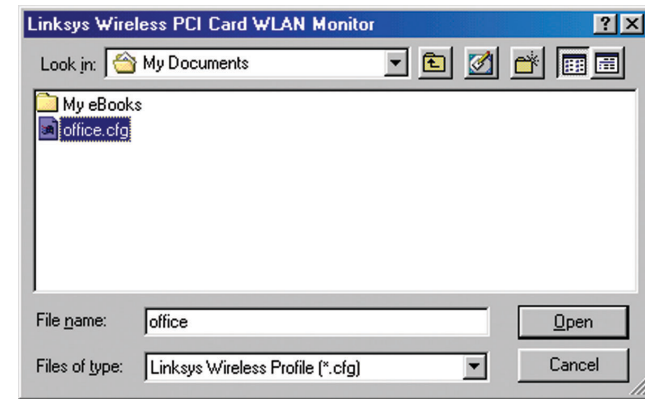 Linksys Wireless PCI Card WLAN Monitor
Look in: My Documents
My eBooks
office.cfg
File name: office Open
Files of type: Linksys Wireless Profile (*.cfg) Cancel